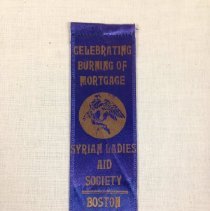 CELEBRATING
BURNING OF
MORTGAGE
SYRIAN LADIES
AID
SOCIETY
BOSTON